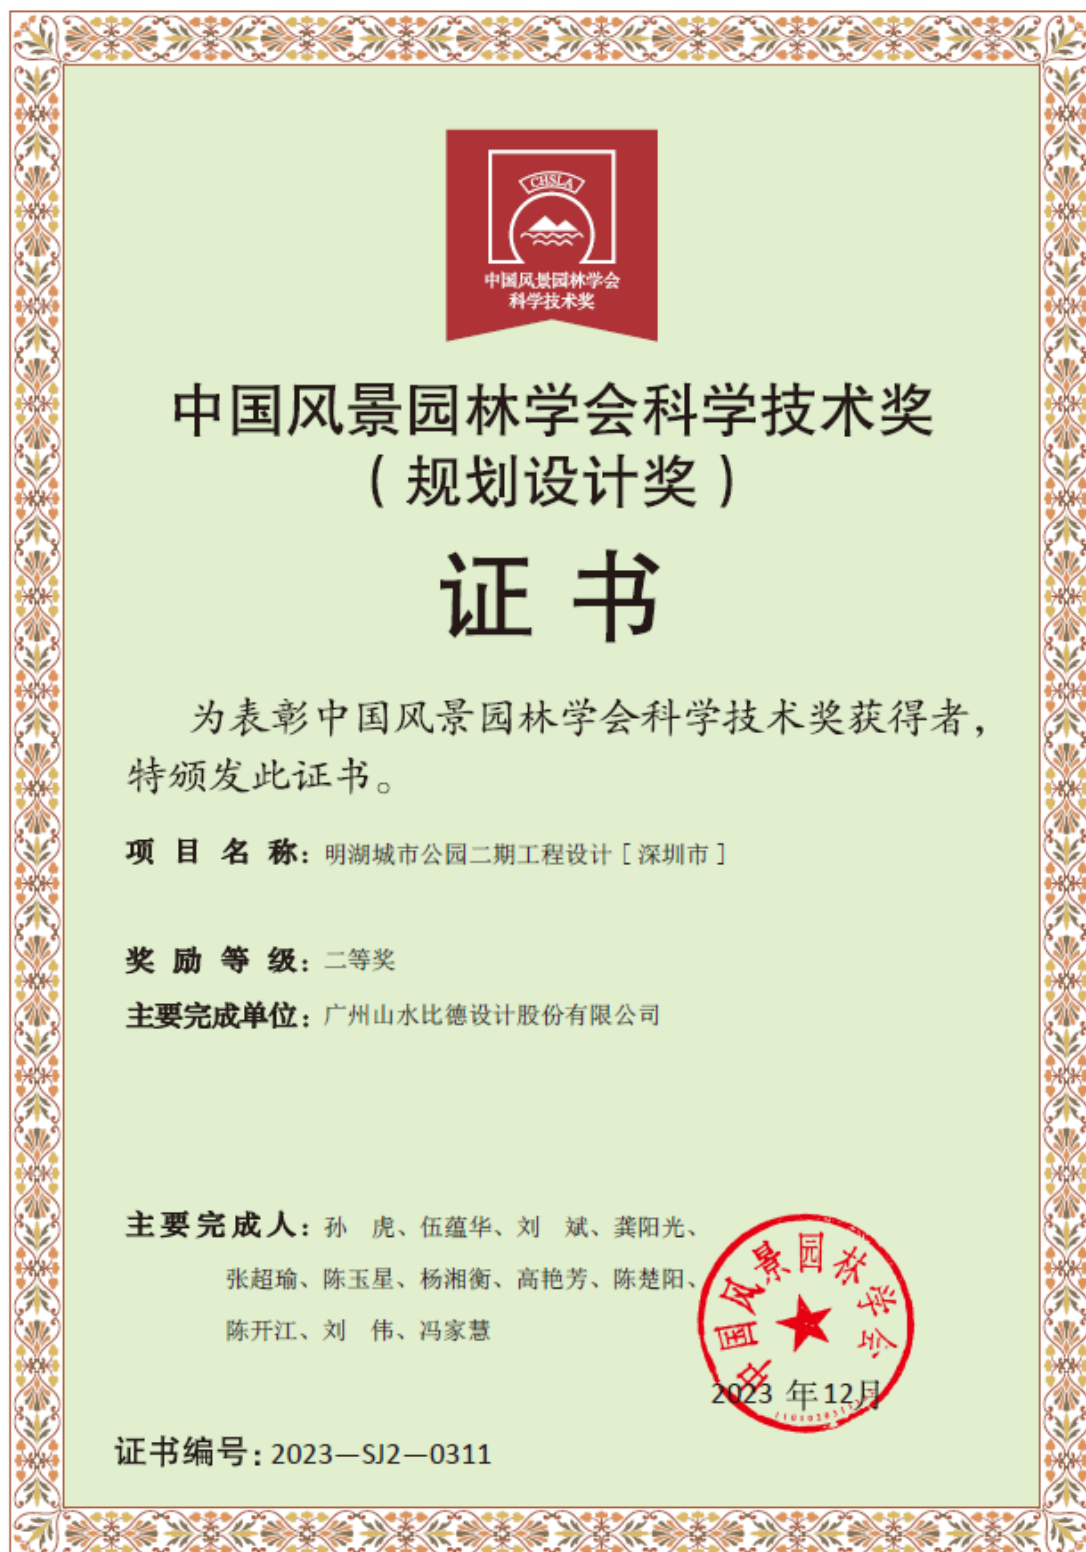 CHSLA
中国风景园林学会
科学技术奖
中国风景园林学会科学技术奖
（规划设计奖）
证书
为表彰中国风景园林学会科学技术奖获得者，
特颁发此证书。
项目名称：明湖城市公园二期工程设计［深圳市］
奖励等级：二等奖
主要完成单位：广州山水比德设计股份有限公司
主要完成人：孙　虎、伍蕴华、刘　斌、龚阳光、
张超瑜、陈玉星、杨湘衡、高艳芳、陈楚阳、
陈开江、刘　伟、冯家慧
中国风景园林学会
2023 年12月
证书编号：2023—SJ2—0311